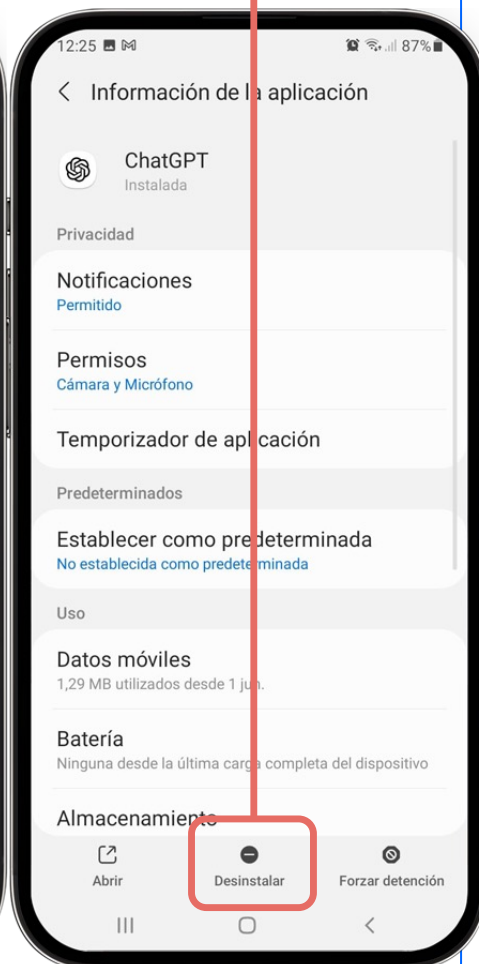 12:25 87%
Información de la aplicación
ChatGPT
Instalada
Privacidad
Notificaciones
Permitido
Permisos
Cámara y Micrófono
Temporizador de aplicación
Predeterminados
Establecer como predeterminada
No establecida como predeterminada
Uso
Datos móviles
1,29 MB utilizados desde 1 jun.
Batería
Ninguna desde la última carga completa del dispositivo
Almacenamiento
Abrir Desinstalar Forzar detención